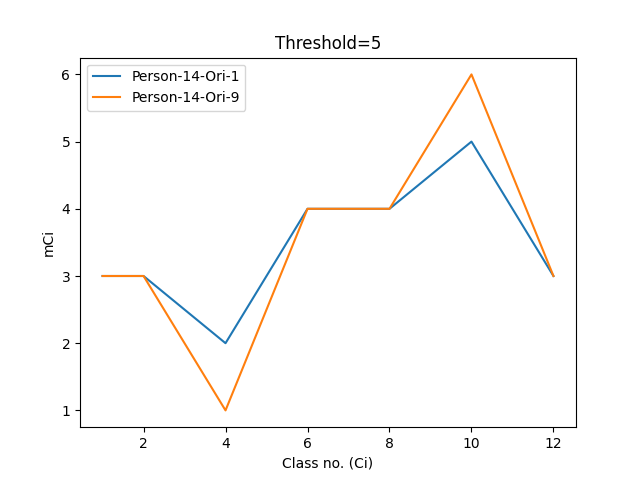 Threshold=5
Person-14-Ori-1
Person-14-Ori-9
6
5
4
3
2
1
mCi
2 4 6 8 10 12
Class no. (Ci)